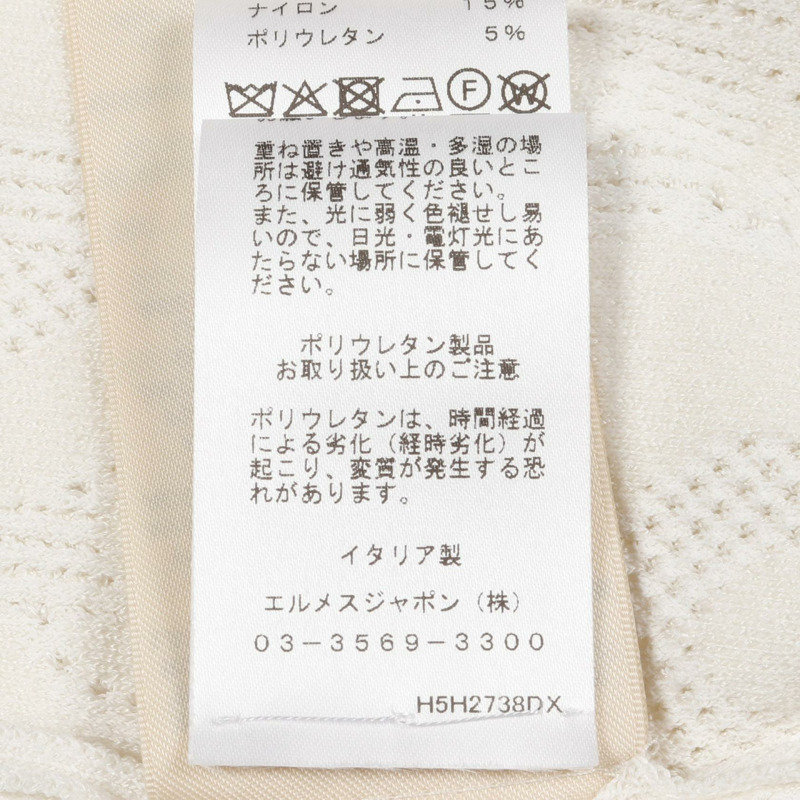 ナイロン 15%
ポリウレタン 5%
F
W
重ね置きや高温・多湿の場
所は避け通気性の良いとこ
ろに保管してください。
また、光に弱く色褪せし易
いので、日光・電灯光にあ
たらない場所に保管してく
ださい。
ポリウレタン製品
お取り扱い上のご注意
ポリウレタンは、時間経過
による劣化（経時劣化）が
起こり、変質が発生する恐
れがあります。
イタリア製
エルメスジャポン（株）
03-3569-3300
H5H2738DX